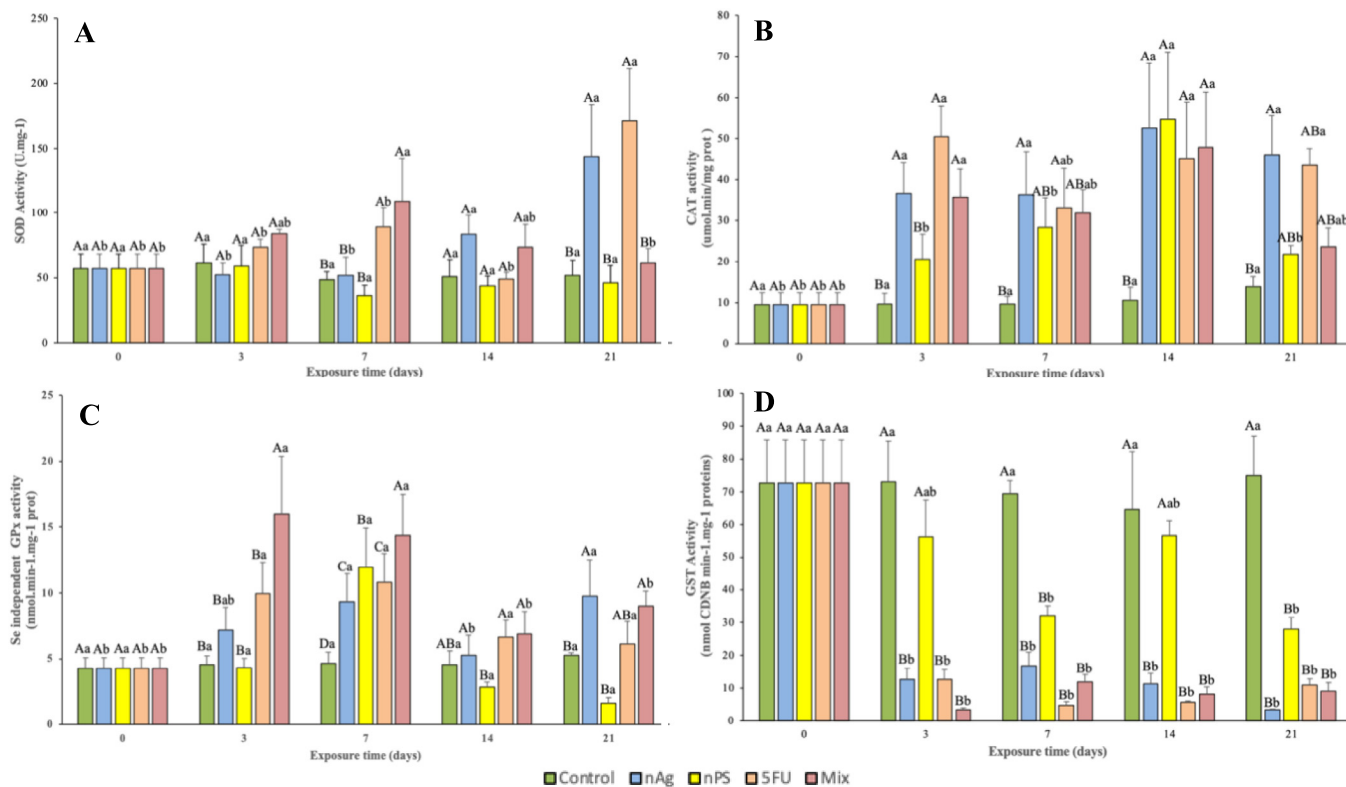 A
SOD Activity (U.mg-1)
250
200
150
100
50
0
Aa Ab Aa Ab Ab
Aa Ab Aa Ab Aab
Ba Bb Ba Ab Aa
Aa Aa Aa Ab Aab
Ba Aa Ba Aa Bb
0 3 7 14 21
Exposure time (days)
B
CAT activity
(umol.min/mg prot )
80
70
60
50
40
30
20
10
0
Aa Ab Ab Ab Ab
Ba Aa Bb Aa Aa
Ba Aa ABb Aab ABab
Ba Aa Aa Aa Aa
Ba Aa ABb ABa ABab
0 3 7 14 21
Exposure time (days)
C
Se independent GPx activity
(nmol.min-1.mg-1 prot)
25
20
15
10
5
0
Aa Ab Aa Ab Ab
Ba Bab Ba Ba Aa
Da Ca Ba Ca Aa
ABa Ab Ba Aa Ab
Ba Aa Ba ABa Ab
0 3 7 14 21
Exposure time (days)
D
GST Activity
(nmol CDNB min-1.mg-1 proteins)
100
90
80
70
60
50
40
30
20
10
0
Aa Aa Aa Aa Aa
Aa Bb Aab Bb Bb
Aa Bb Bb Bb Bb
Aa Bb Aab Bb Bb
Aa Bb Bb Bb Bb
0 3 7 14 21
Exposure time (days)
Control nAg nPS 5FU Mix